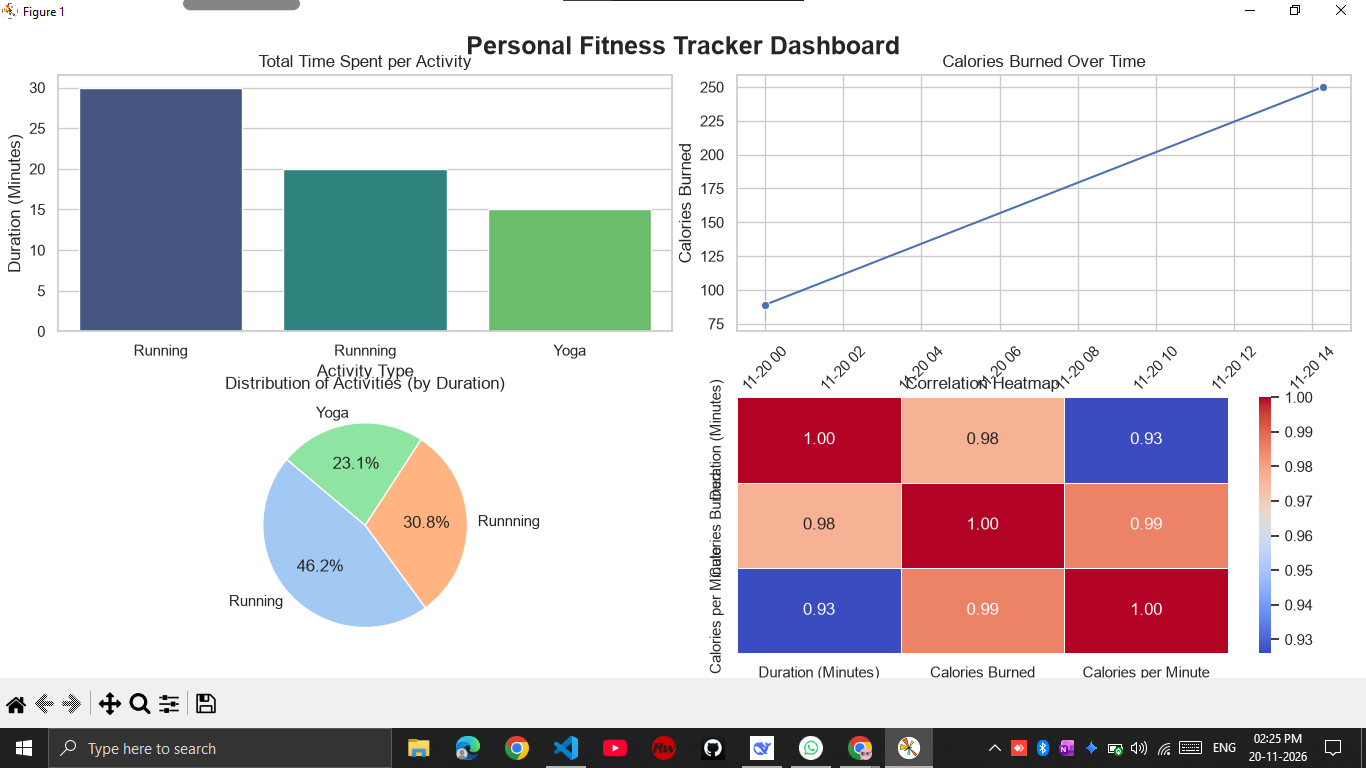 Figure 1
Personal Fitness Tracker Dashboard
Total Time Spent per Activity
Duration (Minutes)
30
25
20
15
10
5
0
Running
Runnning
Yoga
Activity Type
Calories Burned Over Time
Calories Burned
250
225
200
175
150
125
100
75
11-20 00
11-20 02
11-20 04
11-20 06
11-20 08
11-20 10
11-20 12
11-20 14
Distribution of Activities (by Duration)
Yoga
23.1%
30.8%
Runnning
46.2%
Running
Correlation Heatmap
Duration (Minutes)
Calories Burned
Calories per Minute
1.00 0.98 0.93
0.98 1.00 0.99
0.93 0.99 1.00
Duration (Minutes)
Calories Burned
Calories per Minute
1.00
0.99
0.98
0.97
0.96
0.95
0.94
0.93
Type here to search
Rw
ENG
02:25 PM
20-11-2026